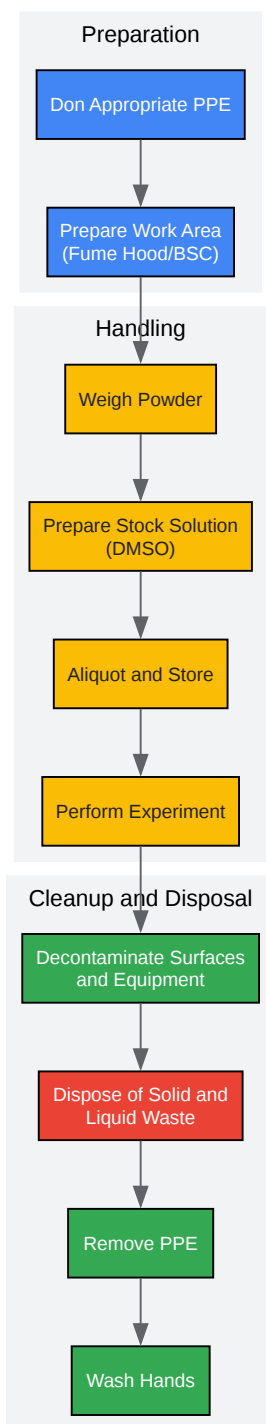 Preparation
Don Appropriate PPE
Prepare Work Area
(Fume Hood/BSC)
Handling
Weigh Powder
Prepare Stock Solution
(DMSO)
Aliquot and Store
Perform Experiment
Cleanup and Disposal
Decontaminate Surfaces
and Equipment
Dispose of Solid and
Liquid Waste
Remove PPE
Wash Hands